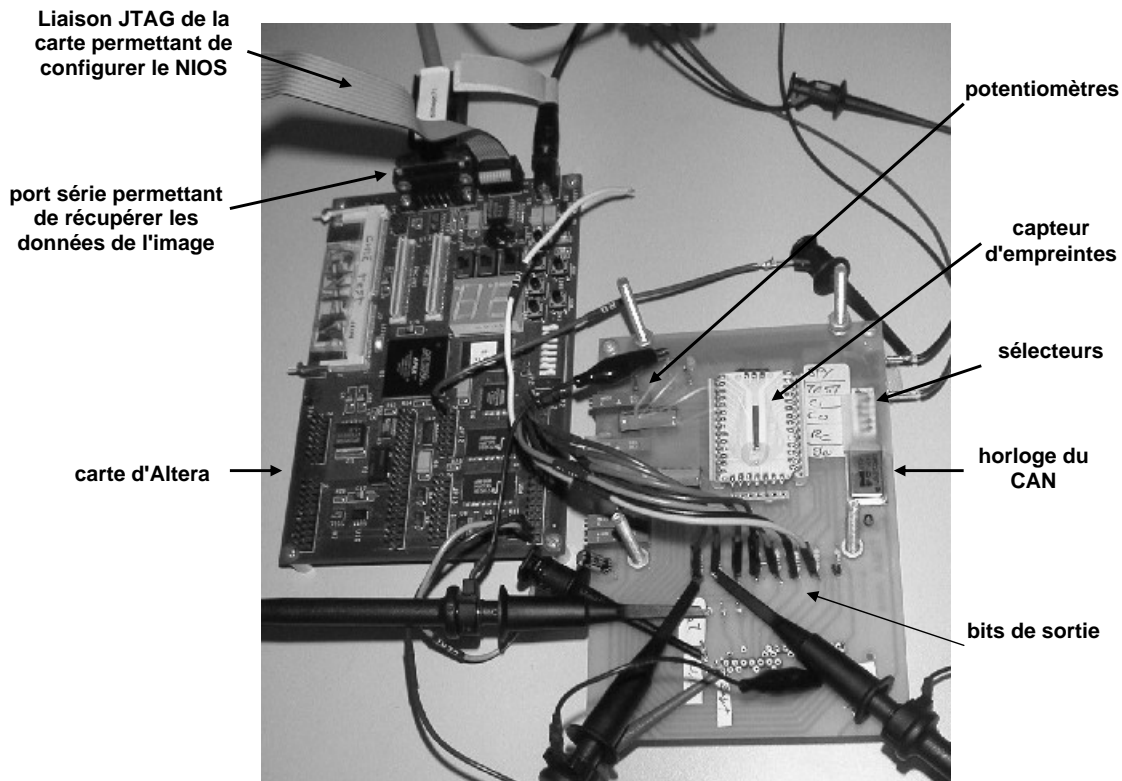 Liaison JTAG de la
carte permettant de
configurer le NIOS
potentiomètres
port série permettant
de récupérer les
données de l'image
capteur
d'empreintes
sélecteurs
carte d'Altera
horloge du
CAN
bits de sortie